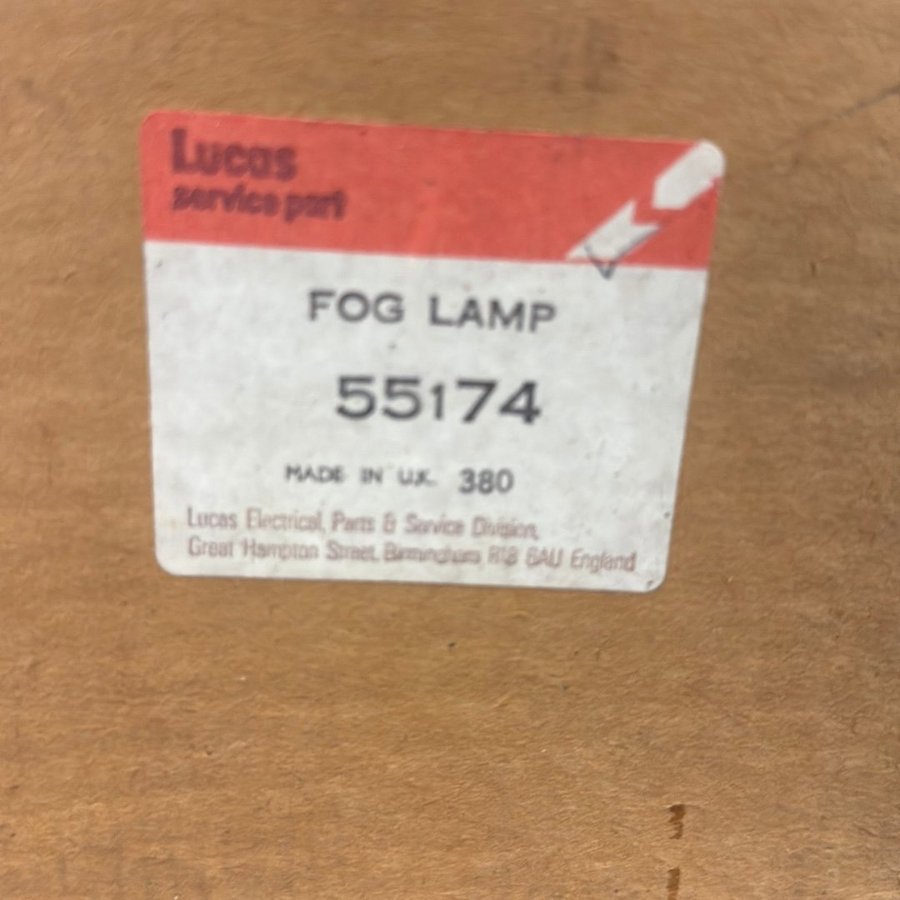 Lucas
service part
FOG LAMP
55174
MADE IN U.K. 380
Lucas Electrical, Parts & Service Division,
Great Hampton Street, Birmingham B18 6AU England